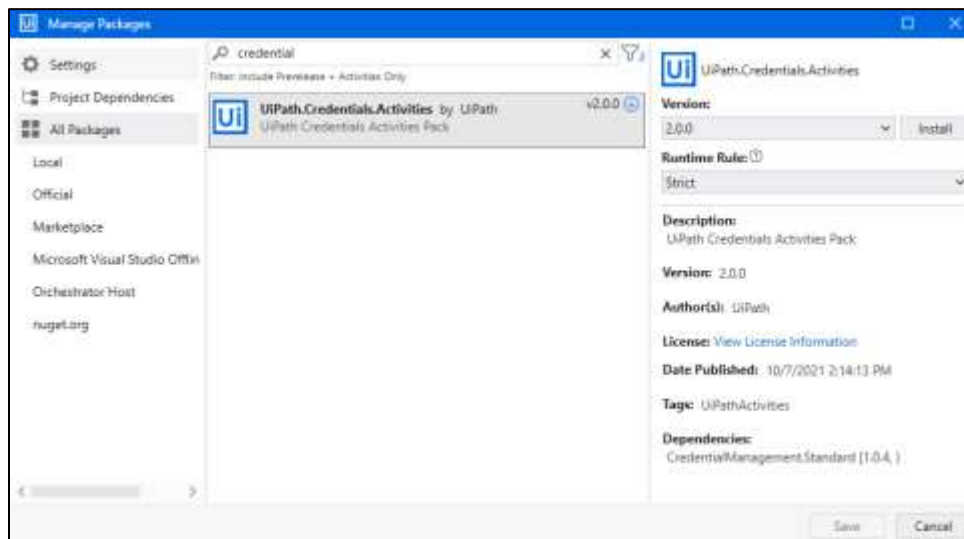 Ui Manage Packages
Settings
Project Dependencies
All Packages
Local
Official
Marketplace
Microsoft Visual Studio Offlin
Orchestrator Host
nuget.org
credential
Filter: Include Prerelease + Activities Only
Ui
UiPath.Credentials.Activities by UiPath
v2.0.0
UiPath Credentials Activities Pack
Ui UiPath.Credentials.Activities
Version:
2.0.0
Install
Runtime Rule:
Strict
Description:
UiPath Credentials Activities Pack
Version: 2.0.0
Author(s): UiPath
License: View License Information
Date Published: 10/7/2021 2:14:13 PM
Tags: UiPathActivities
Dependencies:
CredentialManagement.Standard [1.0.4, )
Save
Cancel